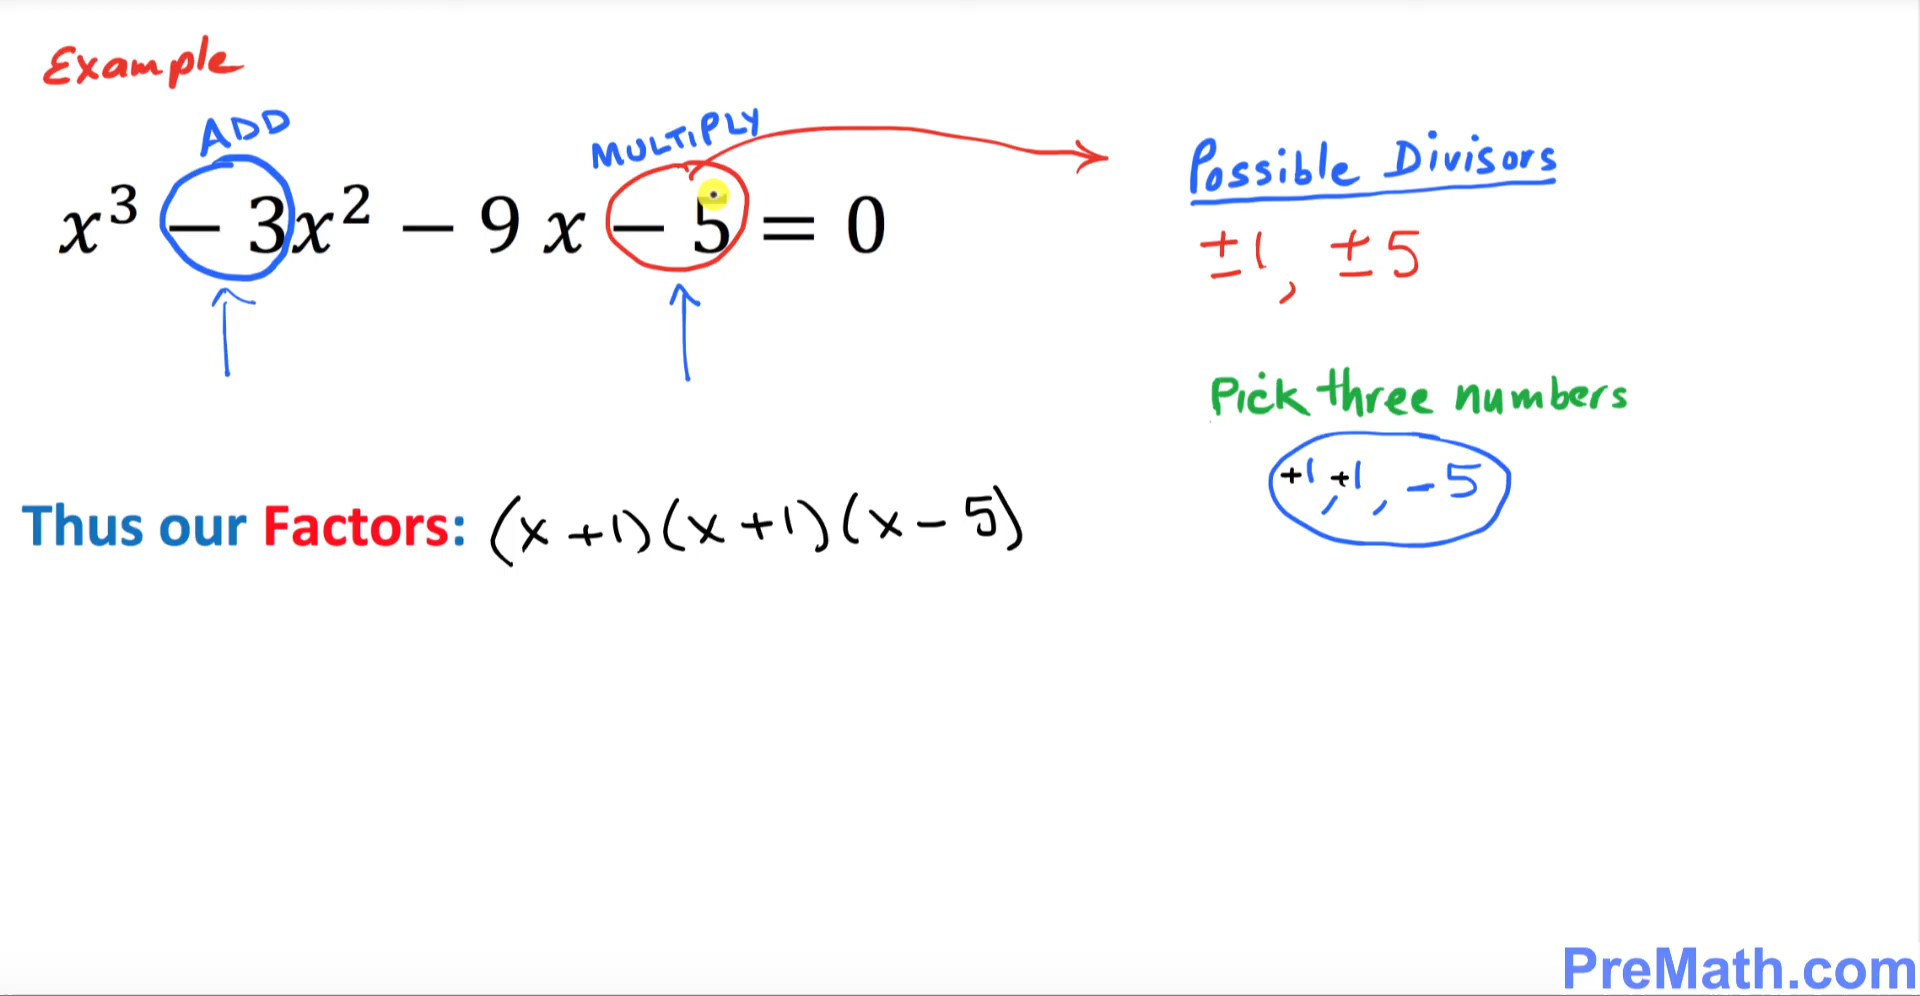 Example
ADD
MULTIPLY
x³ − 3x² − 9 x − 5 = 0
Possible Divisors
±1, ±5
Pick three numbers
+1, +1, −5
Thus our Factors: (x +1)(x +1)(x − 5)
PreMath.com